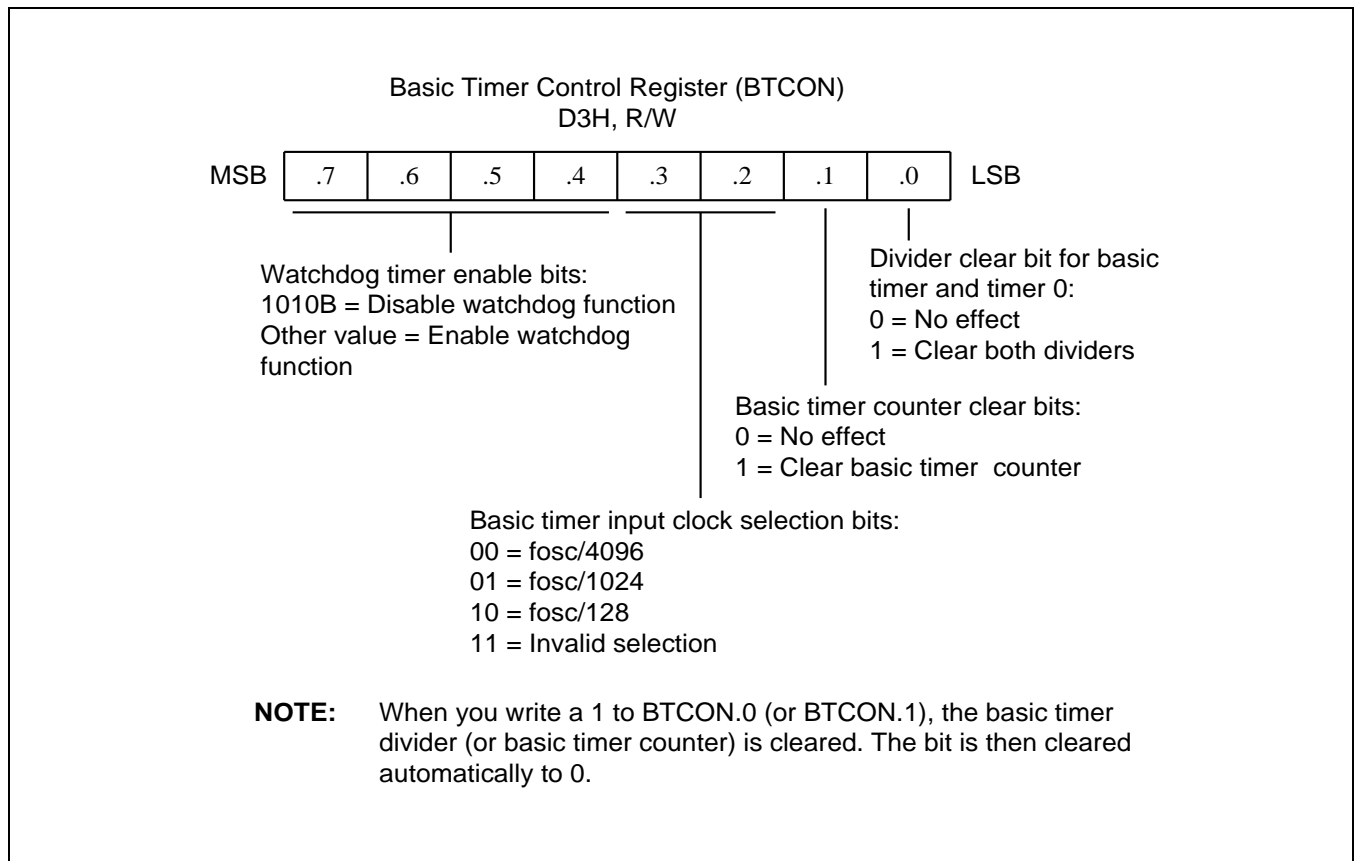 Basic Timer Control Register (BTCON)
D3H, R/W
MSB .7 .6 .5 .4 .3 .2 .1 .0 LSB
Watchdog timer enable bits:
1010B = Disable watchdog function
Other value = Enable watchdog
function
Divider clear bit for basic
timer and timer 0:
0 = No effect
1 = Clear both dividers
Basic timer counter clear bits:
0 = No effect
1 = Clear basic timer counter
Basic timer input clock selection bits:
00 = fosc/4096
01 = fosc/1024
10 = fosc/128
11 = Invalid selection
NOTE: When you write a 1 to BTCON.0 (or BTCON.1), the basic timer
divider (or basic timer counter) is cleared. The bit is then cleared
automatically to 0.